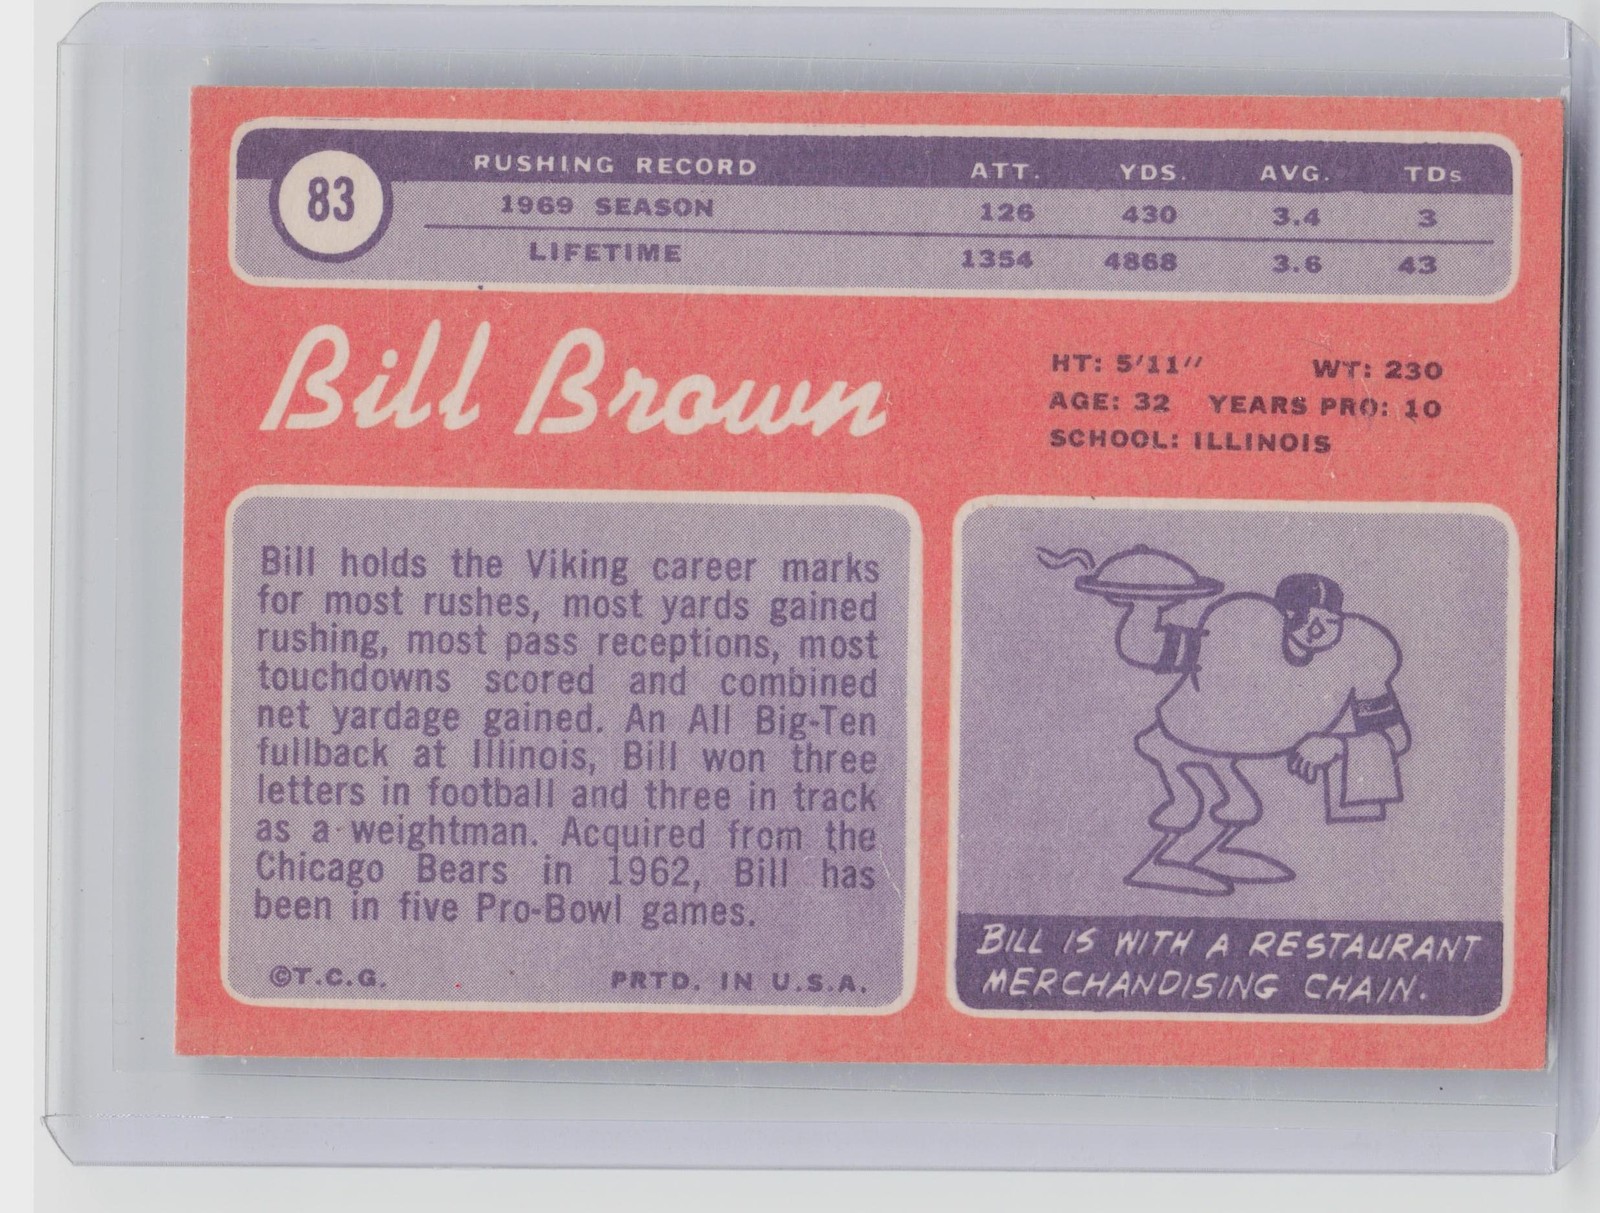 83
RUSHING RECORD ATT. YDS. AVG. TDs
1969 SEASON 126 430 3.4 3
LIFETIME 1354 4868 3.6 43
Bill Brown
HT: 5'11" WT: 230
AGE: 32 YEARS PRO: 10
SCHOOL: ILLINOIS
Bill holds the Viking career marks
for most rushes, most yards gained
rushing, most pass receptions, most
touchdowns scored and combined
net yardage gained. An All Big-Ten
fullback at Illinois, Bill won three
letters in football and three in track
as a weightman. Acquired from the
Chicago Bears in 1962, Bill has
been in five Pro-Bowl games.
©T.C.G. PRTD. IN U.S.A.
BILL IS WITH A RESTAURANT
MERCHANDISING CHAIN.